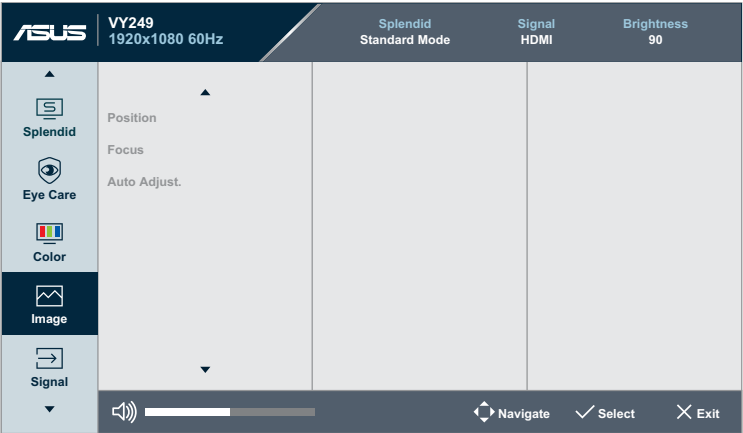 ASUS
VY249
1920x1080 60Hz
Splendid
Standard Mode
Signal
HDMI
Brightness
90
S
Splendid
Eye Care
Color
Image
Signal
Position
Focus
Auto Adjust.
Navigate
Select
Exit